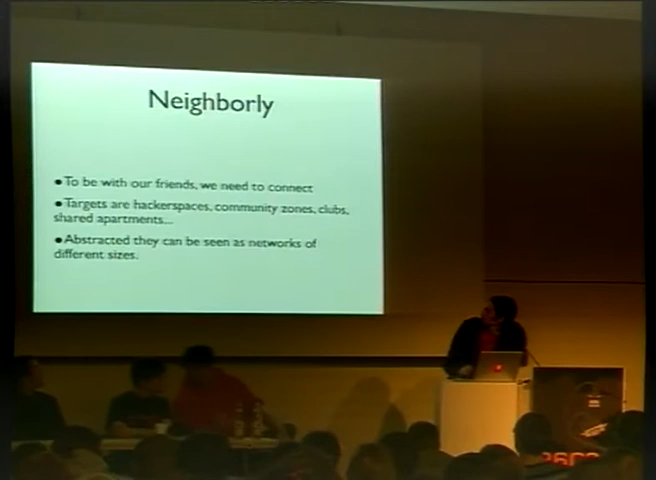 Neighborly
●To be with our friends, we need to connect
●Targets are hackerspaces, community zones, clubs,
shared apartments...
●Abstracted they can be seen as networks of
different sizes.